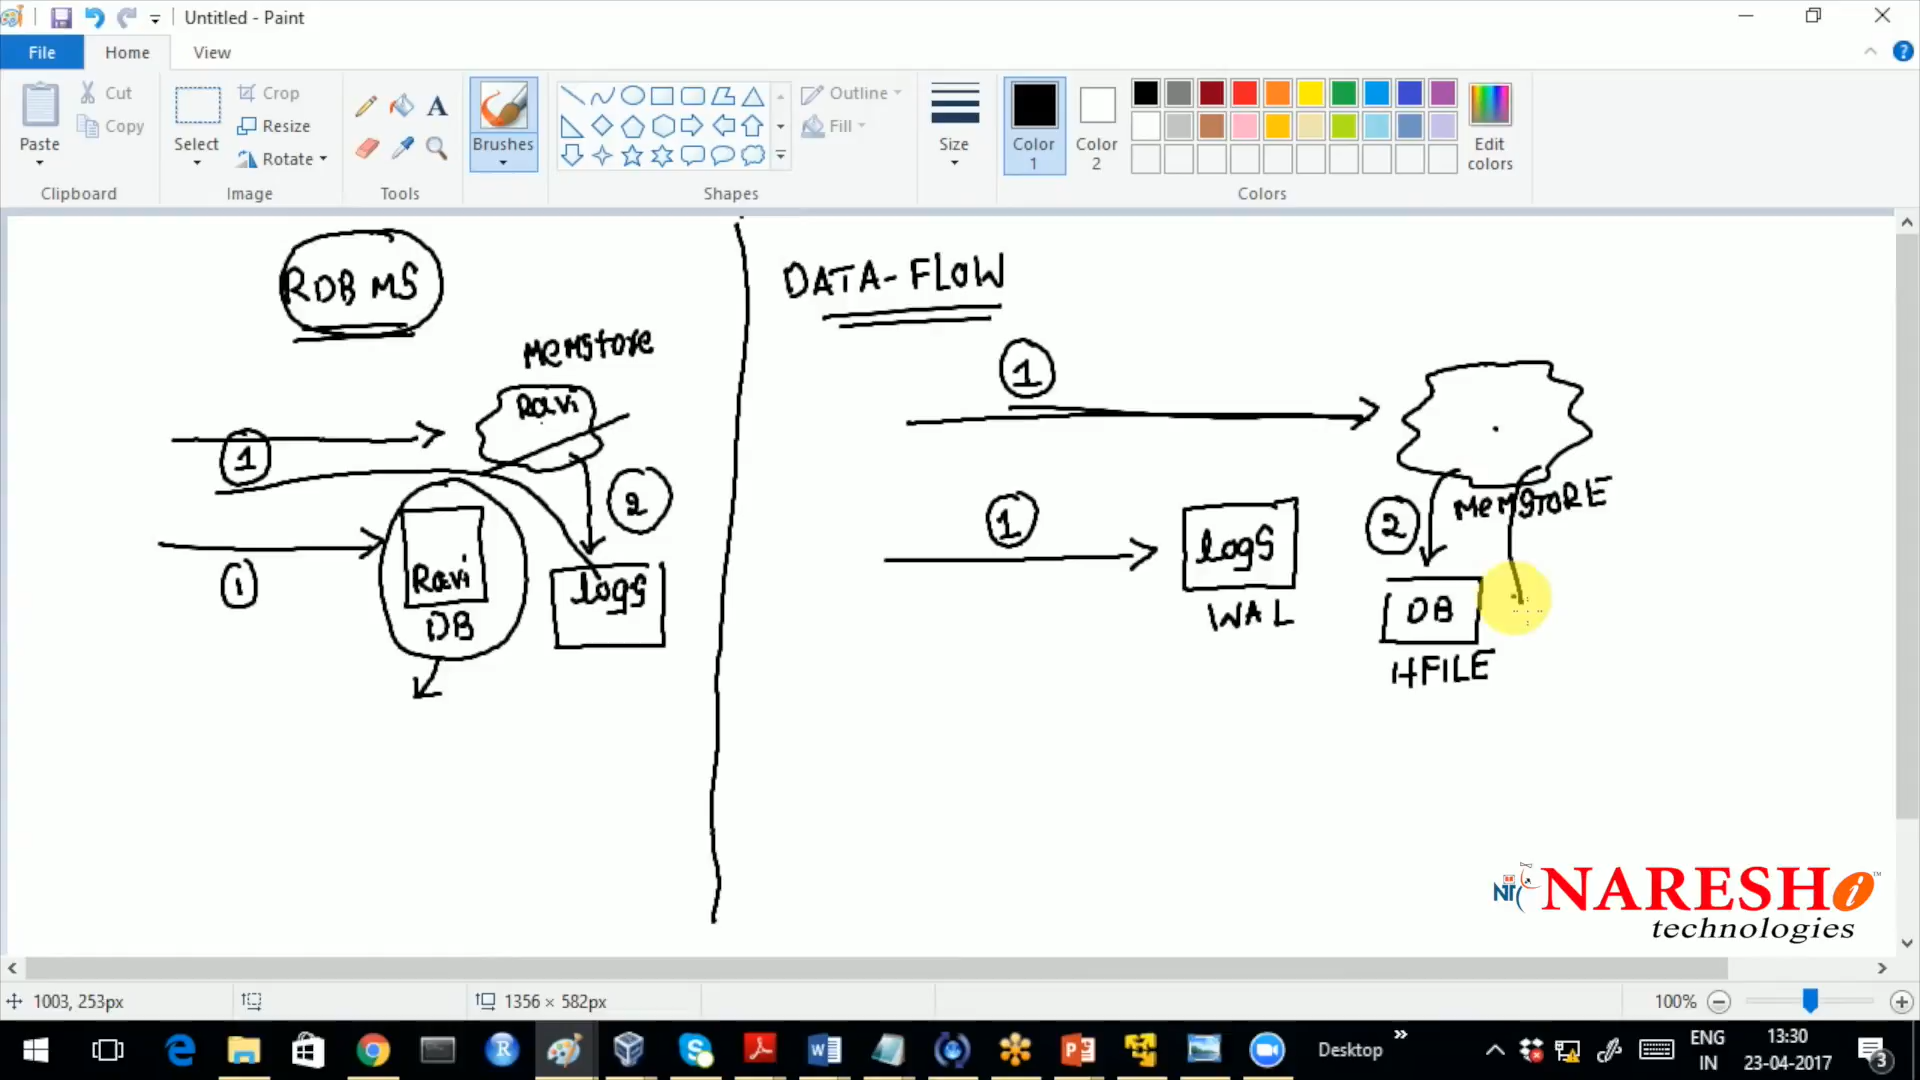 Untitled - Paint
File
Home
View
Paste
Cut
Copy
Clipboard
Select
Crop
Resize
Rotate
Image
Tools
Brushes
Outline
Fill
Shapes
Size
Color 1
Color 2
Edit colors
Colors
RDBMS
MEMStore
Ravi
1
2
1
Ravi
DB
logs
DATA-FLOW
1
1
logs
WAL
2
MEMSTORE
DB
HFILE
NT
NARESH i ™
technologies
1003, 253px
1356 × 582px
100%
Desktop
ENG
IN
13:30
23-04-2017
3